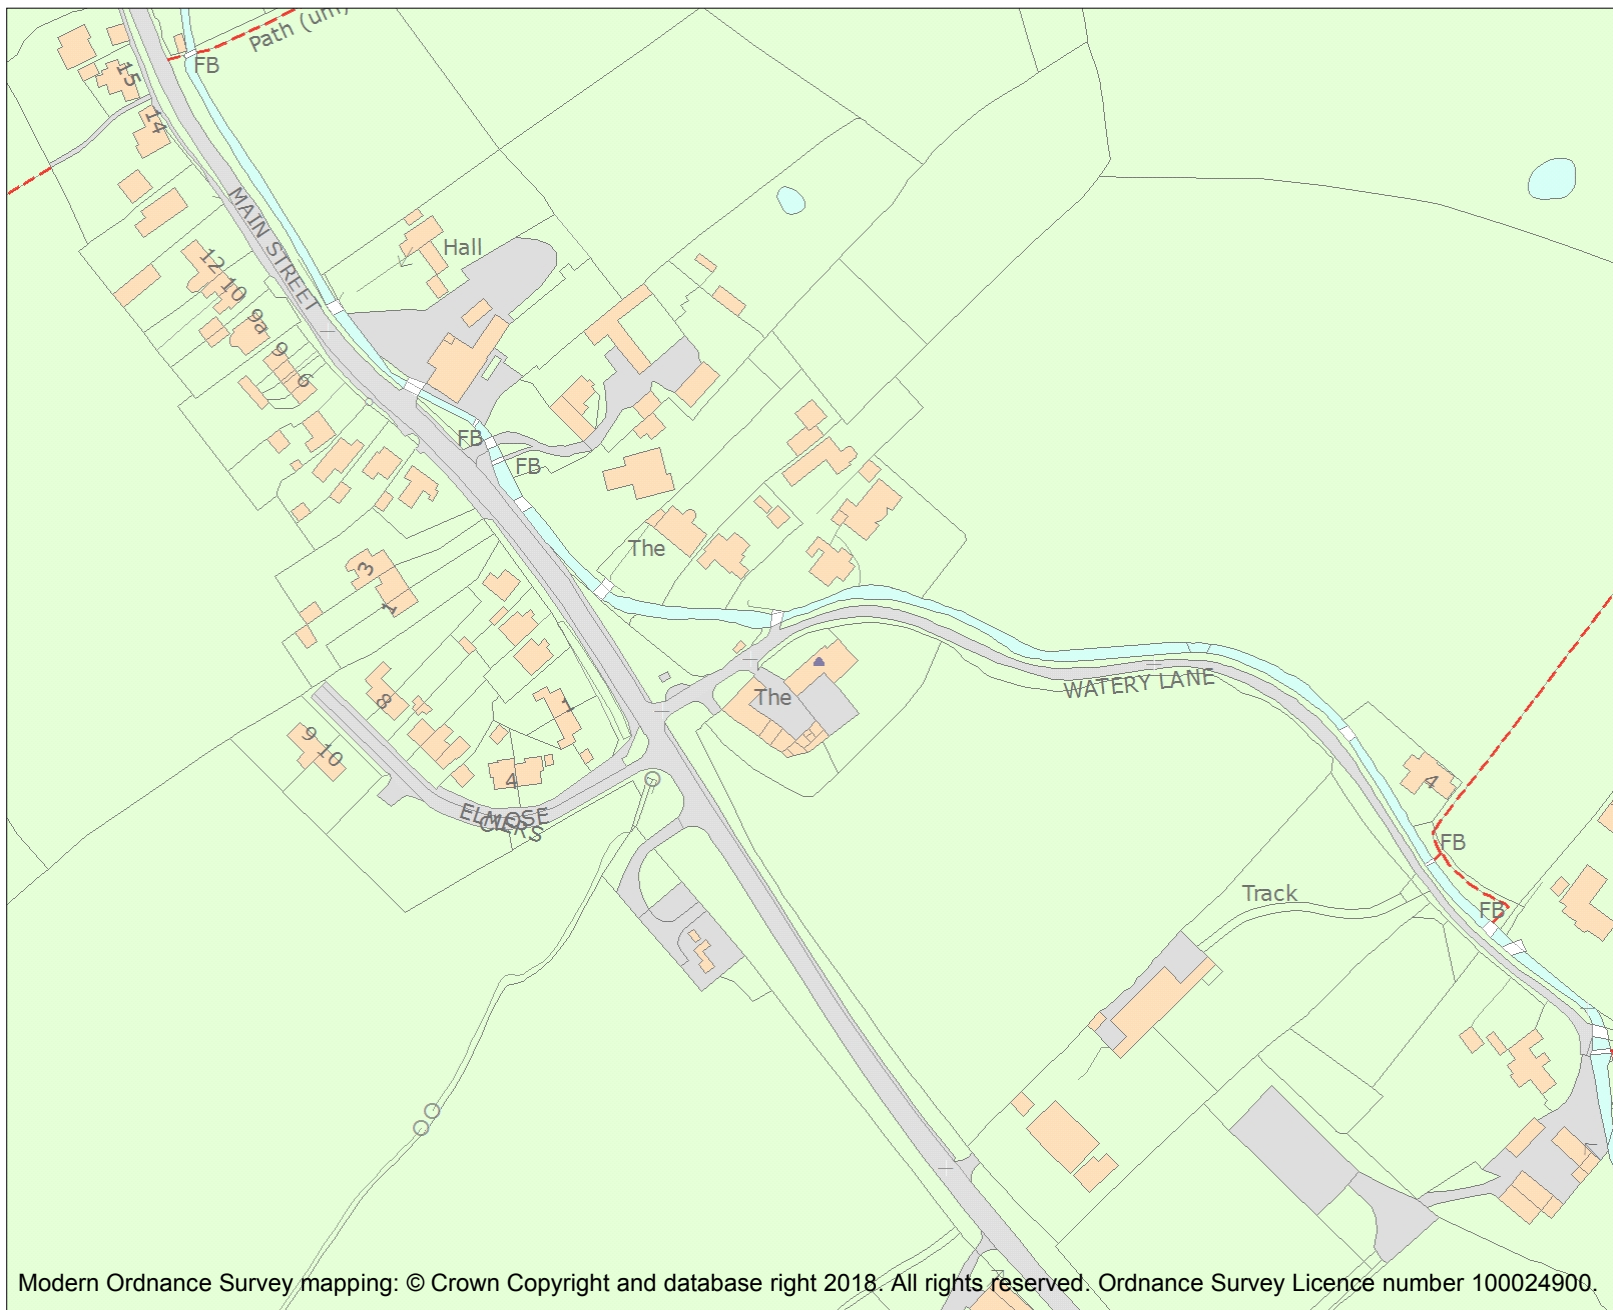 Path (um)
FB
15
14
MAIN STREET
Hall
12
10
9a
9
6
FB
FB
The
3
1
WATERY LANE
The
8
1
9 10
4
4
ELMOSE
CIERS
FB
Track
FB
Modern Ordnance Survey mapping: © Crown Copyright and database right 2018. All rights reserved. Ordnance Survey Licence number 100024900.